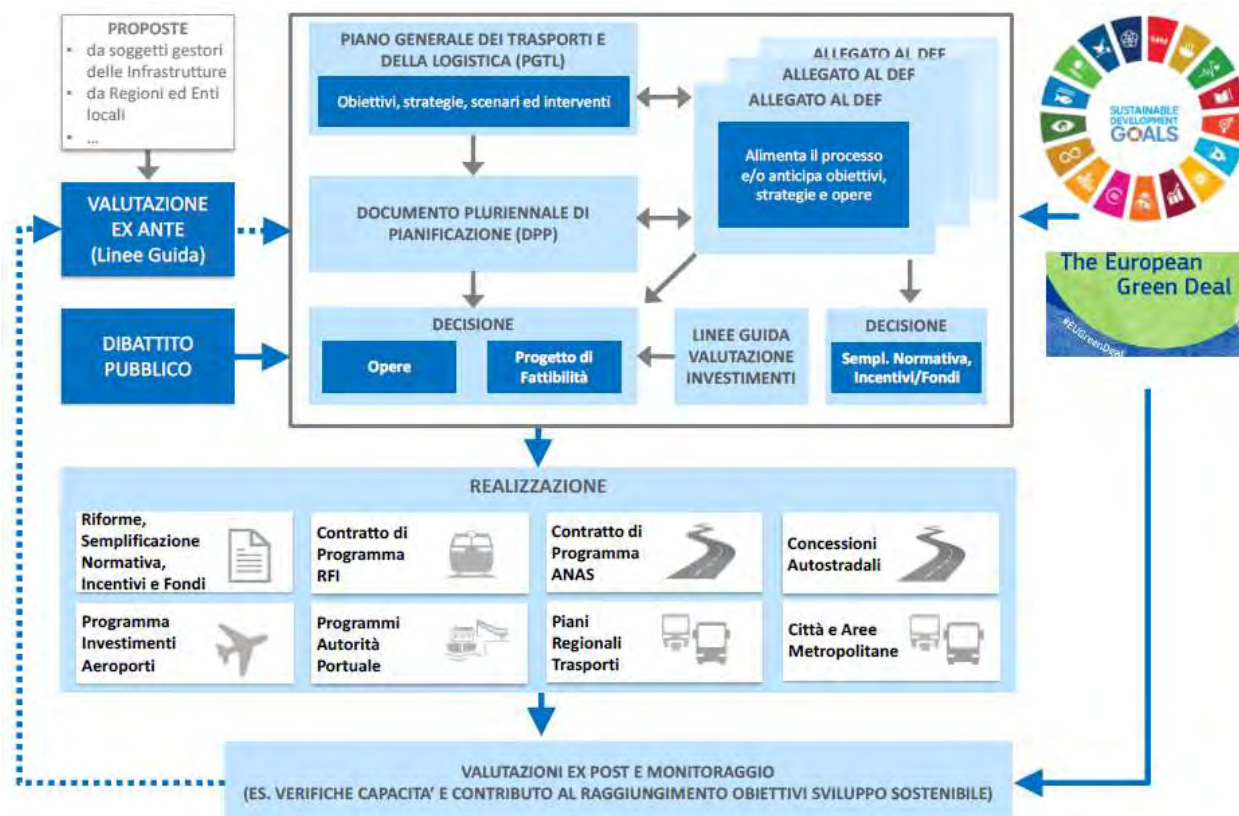 PROPOSTE
▪ da soggetti gestori
delle Infrastrutture
▪ da Regioni ed Enti
locali
▪ ...
VALUTAZIONE
EX ANTE
(Linee Guida)
DIBATTITO
PUBBLICO
PIANO GENERALE DEI TRASPORTI E
DELLA LOGISTICA (PGTL)
Obiettivi, strategie, scenari ed interventi
DOCUMENTO PLURIENNALE DI
PIANIFICAZIONE (DPP)
ALLEGATO AL DEF
ALLEGATO AL DEF
ALLEGATO AL DEF
Alimenta il processo
e/o anticipa obiettivi,
strategie e opere
DECISIONE
Opere
Progetto di
Fattibilità
LINEE GUIDA
VALUTAZIONE
INVESTIMENTI
DECISIONE
Sempl. Normativa,
Incentivi/Fondi
SUSTAINABLE
DEVELOPMENT
GOALS
The European
Green Deal
#EUGreenDeal
REALIZZAZIONE
Riforme,
Semplificazione
Normativa,
Incentivi e Fondi
Contratto di
Programma
RFI
Contratto di
Programma
ANAS
Concessioni
Autostradali
Programma
Investimenti
Aeroporti
Programmi
Autorità
Portuale
Piani
Regionali
Trasporti
Città e Aree
Metropolitane
VALUTAZIONI EX POST E MONITORAGGIO
(ES. VERIFICHE CAPACITA' E CONTRIBUTO AL RAGGIUNGIMENTO OBIETTIVI SVILUPPO SOSTENIBILE)